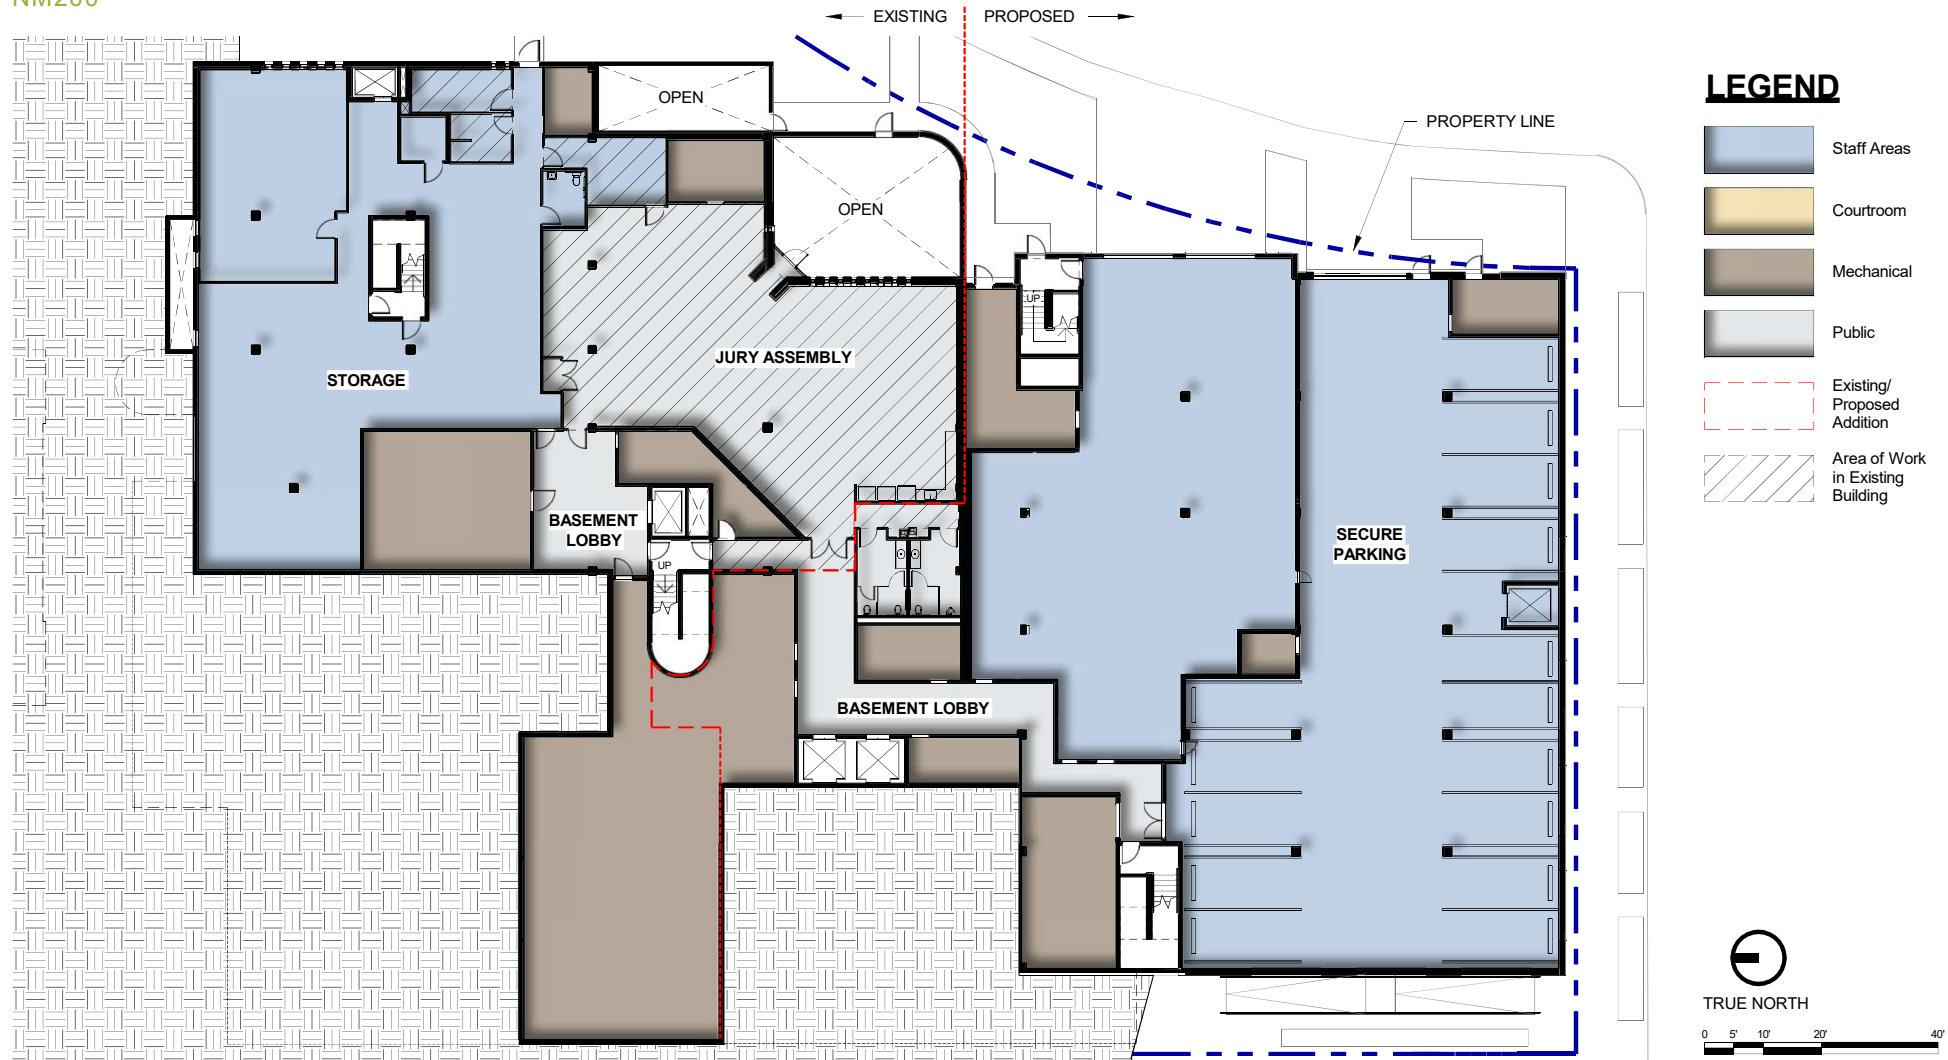 NM200
EXISTING
PROPOSED
OPEN
PROPERTY LINE
OPEN
UP
JURY ASSEMBLY
STORAGE
BASEMENT
LOBBY
UP
SECURE
PARKING
BASEMENT LOBBY
LEGEND
Staff Areas
Courtroom
Mechanical
Public
Existing/
Proposed
Addition
Area of Work
in Existing
Building
TRUE NORTH
0 5' 10' 20' 40'